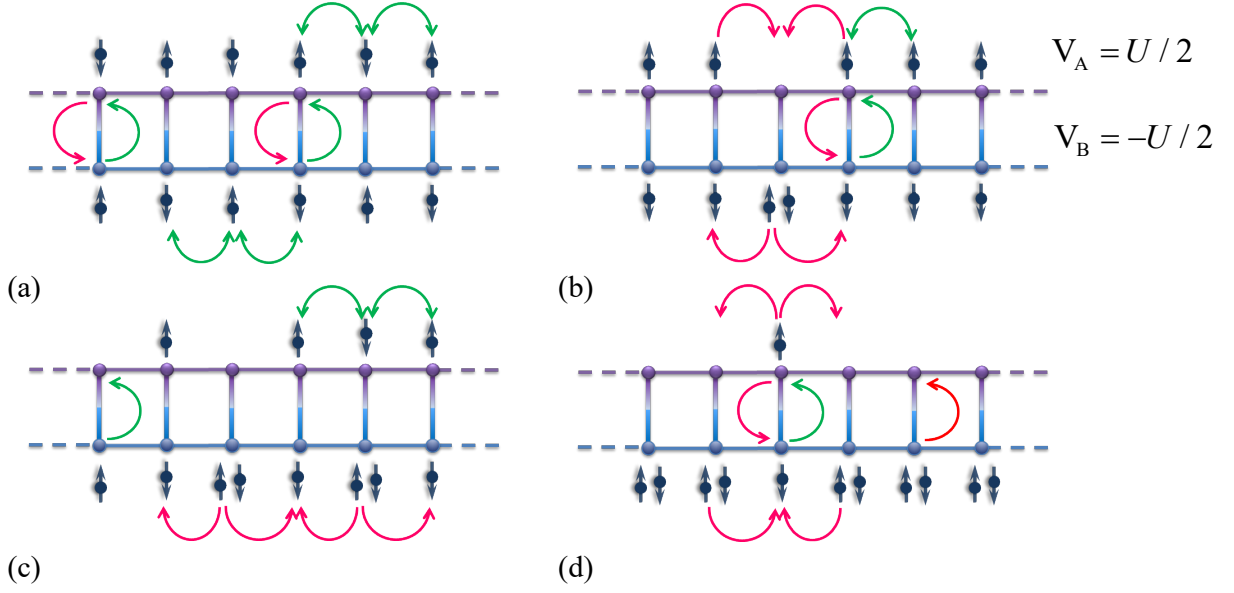 V_A = U / 2
V_B = −U / 2
(a)
(b)
(c)
(d)